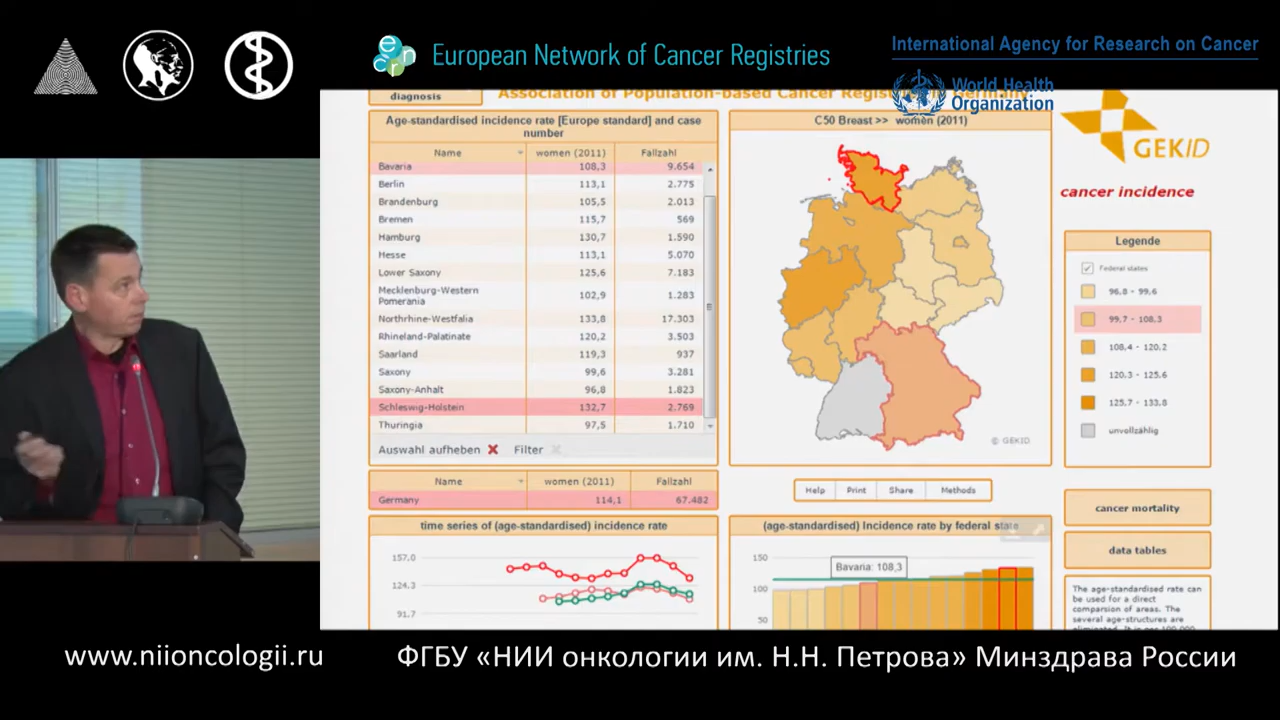 European Network of Cancer Registries
International Agency for Research on Cancer
World Health
Organization
diagnosis
Association of Population-based Cancer
Age-standardised incidence rate [Europe standard] and case
number
Name women (2011) Fallzahl
Bavaria 108,3 9.654
Berlin 113,1 2.775
Brandenburg 105,5 2.013
Bremen 115,7 569
Hamburg 130,7 1.590
Hesse 113,1 5.070
Lower Saxony 125,6 7.183
Mecklenburg-Western
Pomerania 102,9 1.283
Northrhine-Westfalia 133,8 17.303
Rhineland-Palatinate 120,2 3.503
Saarland 119,3 937
Saxony 99,6 3.281
Saxony-Anhalt 96,8 1.823
Schleswig-Holstein 132,7 2.769
Thuringia 97,5 1.710
Auswahl aufheben Filter
Name women (2011) Fallzahl
Germany 114,1 67.482
time series of (age-standardised) incidence rate
157.0
124.3
91.7
C50 Breast >> women (2011)
© GEKID
Help Print Share Methods
(age-standardised) Incidence rate by federal state
150
100
50
Bavaria: 108,3
GEKID
cancer incidence
Legende
Federal states
96.8 - 99.6
99.7 - 108.3
108.4 - 120.2
120.3 - 125.6
125.7 - 133.8
unvollzählig
cancer mortality
data tables
The age-standardised rate can
be used for a direct
comparsion of areas. The
several age-structures are
www.niioncologii.ru
ФГБУ «НИИ онкологии им. Н.Н. Петрова» Минздрава России